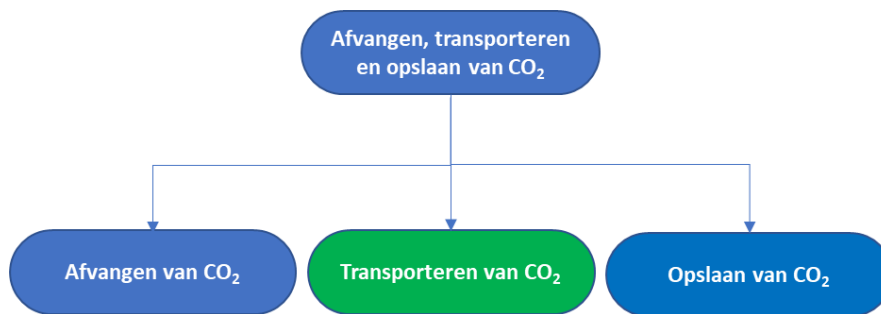 Afvangen, transporteren
en opslaan van CO₂
Afvangen van CO₂
Transporteren van CO₂
Opslaan van CO₂